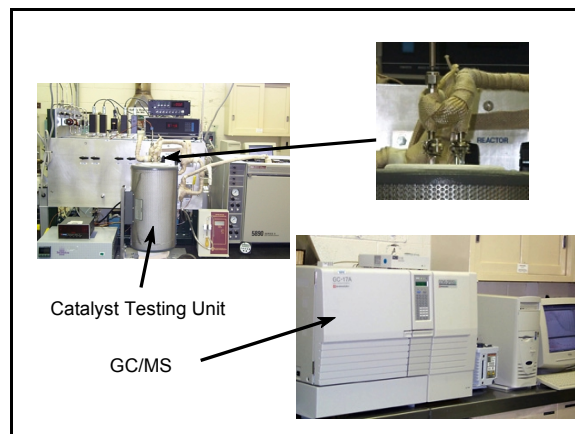 REACTOR
5890
Catalyst Testing Unit
GC-17A
GC/MS